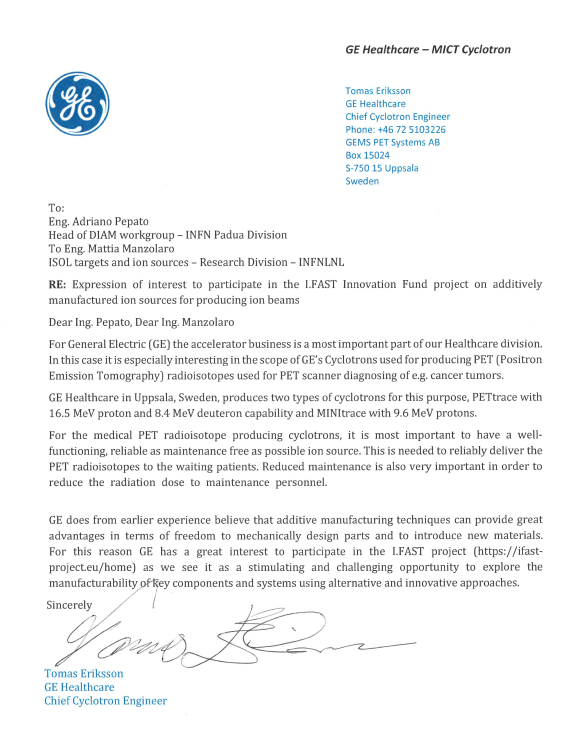 GE Healthcare – MICT Cyclotron
GE
Tomas Eriksson
GE Healthcare
Chief Cyclotron Engineer
Phone: +46 72 5103226
GEMS PET Systems AB
Box 15024
S-750 15 Uppsala
Sweden
To:
Eng. Adriano Pepato
Head of DIAM workgroup – INFN Padua Division
To Eng. Mattia Manzolaro
ISOL targets and ion sources – Research Division – INFNLNL
RE: Expression of interest to participate in the I.FAST Innovation Fund project on additively
manufactured ion sources for producing ion beams
Dear Ing. Pepato, Dear Ing. Manzolaro
For General Electric (GE) the accelerator business is a most important part of our Healthcare division.
In this case it is especially interesting in the scope of GE's Cyclotrons used for producing PET (Positron
Emission Tomography) radioisotopes used for PET scanner diagnosing of e.g. cancer tumors.
GE Healthcare in Uppsala, Sweden, produces two types of cyclotrons for this purpose, PETtrace with
16.5 MeV proton and 8.4 MeV deuteron capability and MINItrace with 9.6 MeV protons.
For the medical PET radioisotope producing cyclotrons, it is most important to have a well-
functioning, reliable as maintenance free as possible ion source. This is needed to reliably deliver the
PET radioisotopes to the waiting patients. Reduced maintenance is also very important in order to
reduce the radiation dose to maintenance personnel.
GE does from earlier experience believe that additive manufacturing techniques can provide great
advantages in terms of freedom to mechanically design parts and to introduce new materials.
For this reason GE has a great interest to participate in the I.FAST project (https://ifast-
project.eu/home) as we see it as a stimulating and challenging opportunity to explore the
manufacturability of key components and systems using alternative and innovative approaches.
Sincerely
Tomas Eriksson
GE Healthcare
Chief Cyclotron Engineer